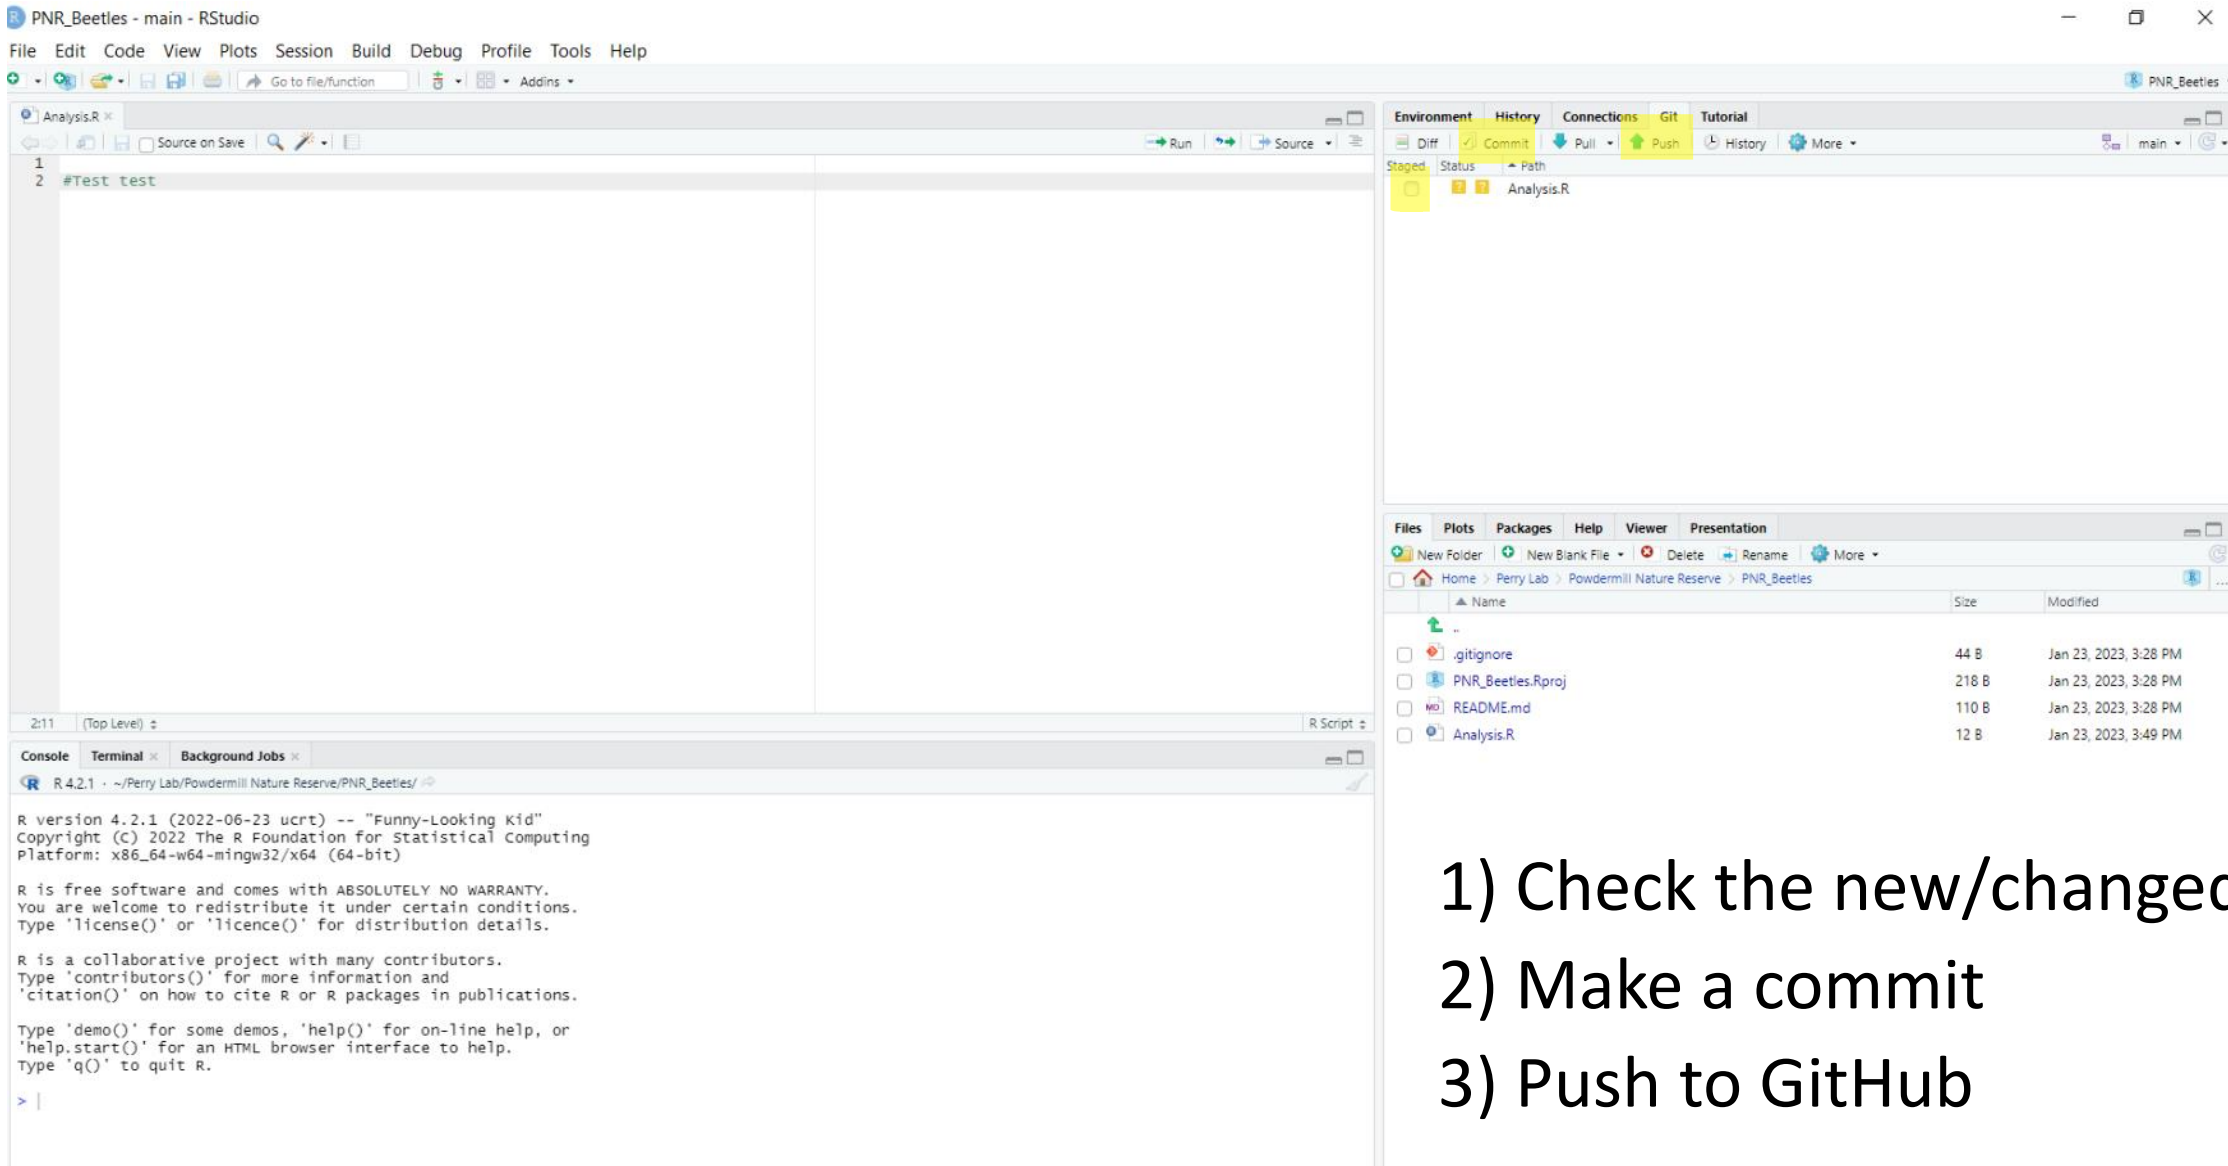 PNR_Beetles - main - RStudio
File Edit Code View Plots Session Build Debug Profile Tools Help
Go to file/function Addins PNR_Beetles
Analysis.R
Source on Save Run Source
1
2 #Test test
2:11 (Top Level) R Script
Console Terminal Background Jobs
R 4.2.1 · ~/Perry Lab/Powdermill Nature Reserve/PNR_Beetles/
R version 4.2.1 (2022-06-23 ucrt) -- "Funny-Looking Kid"
Copyright (C) 2022 The R Foundation for Statistical Computing
Platform: x86_64-w64-mingw32/x64 (64-bit)
R is free software and comes with ABSOLUTELY NO WARRANTY.
You are welcome to redistribute it under certain conditions.
Type 'license()' or 'licence()' for distribution details.
R is a collaborative project with many contributors.
Type 'contributors()' for more information and
'citation()' on how to cite R or R packages in publications.
Type 'demo()' for some demos, 'help()' for on-line help, or
'help.start()' for an HTML browser interface to help.
Type 'q()' to quit R.
>
Environment History Connections Git Tutorial
Diff Commit Pull Push History More main
Staged Status Path
? ? Analysis.R
Files Plots Packages Help Viewer Presentation
New Folder New Blank File Delete Rename More
Home > Perry Lab > Powdermill Nature Reserve > PNR_Beetles ...
Name Size Modified
..
.gitignore 44 B Jan 23, 2023, 3:28 PM
PNR_Beetles.Rproj 218 B Jan 23, 2023, 3:28 PM
README.md 110 B Jan 23, 2023, 3:28 PM
Analysis.R 12 B Jan 23, 2023, 3:49 PM
1) Check the new/changed
2) Make a commit
3) Push to GitHub